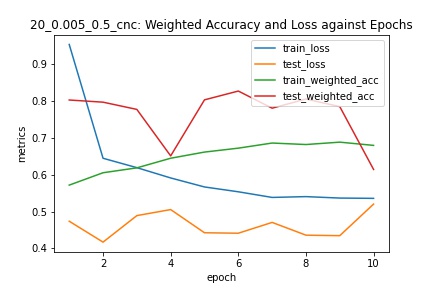 20_0.005_0.5_cnc: Weighted Accuracy and Loss against Epochs
train_loss
test_loss
train_weighted_acc
test_weighted_acc
metrics
0.9
0.8
0.7
0.6
0.5
0.4
2 4 6 8 10
epoch